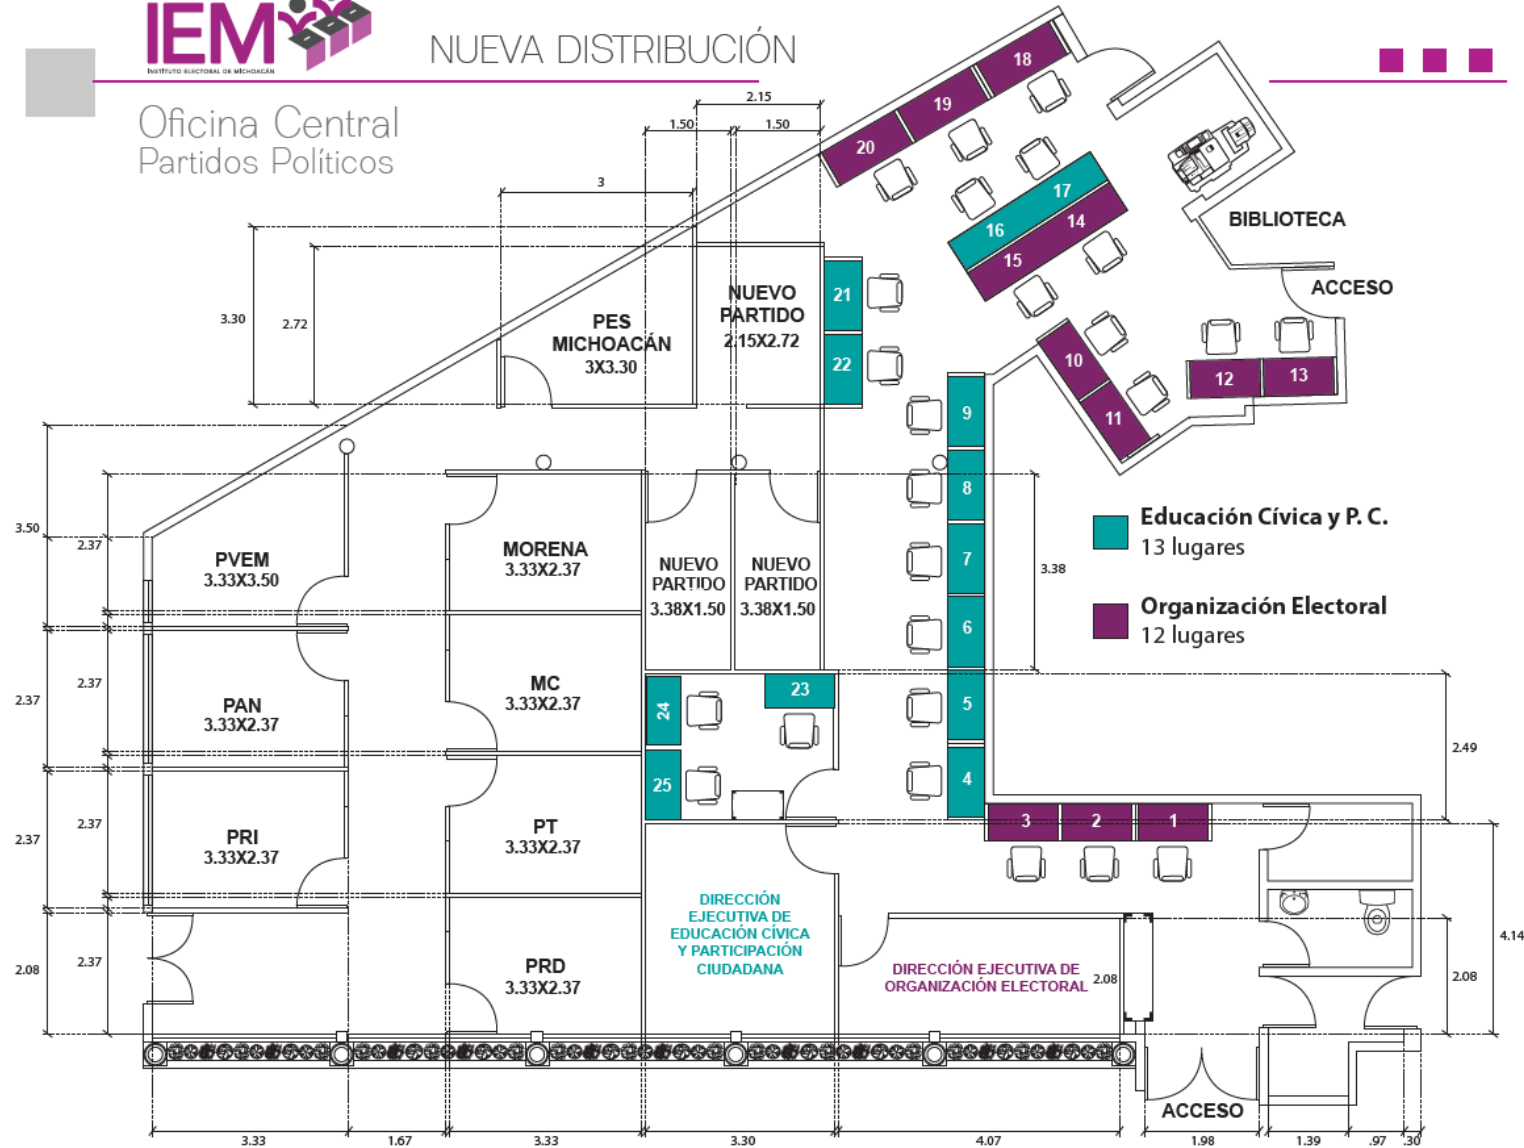 IEM
INSTITUTO ELECTORAL DE MICHOACÁN
NUEVA DISTRIBUCIÓN
Oficina Central
Partidos Políticos
2.15
1.50
1.50
3
3.30
2.72
18
19
20
17
16
14
15
BIBLIOTECA
ACCESO
NUEVO
PARTIDO
2.15X2.72
PES
MICHOACÁN
3X3.30
21
22
10
11
12
13
9
8
7
6
5
4
3.50
2.37
PVEM
3.33X3.50
MORENA
3.33X2.37
NUEVO
PARTIDO
3.38X1.50
NUEVO
PARTIDO
3.38X1.50
3.38
Educación Cívica y P. C.
13 lugares
Organización Electoral
12 lugares
2.37
2.37
PAN
3.33X2.37
MC
3.33X2.37
24
23
25
2.49
2.37
2.37
PRI
3.33X2.37
PT
3.33X2.37
3
2
1
DIRECCIÓN
EJECUTIVA DE
EDUCACIÓN CÍVICA
Y PARTICIPACIÓN
CIUDADANA
4.14
2.08
2.37
PRD
3.33X2.37
DIRECCIÓN EJECUTIVA DE
ORGANIZACIÓN ELECTORAL
2.08
2.08
ACCESO
3.33
1.67
3.33
3.30
4.07
1.98
1.39
.97
.30